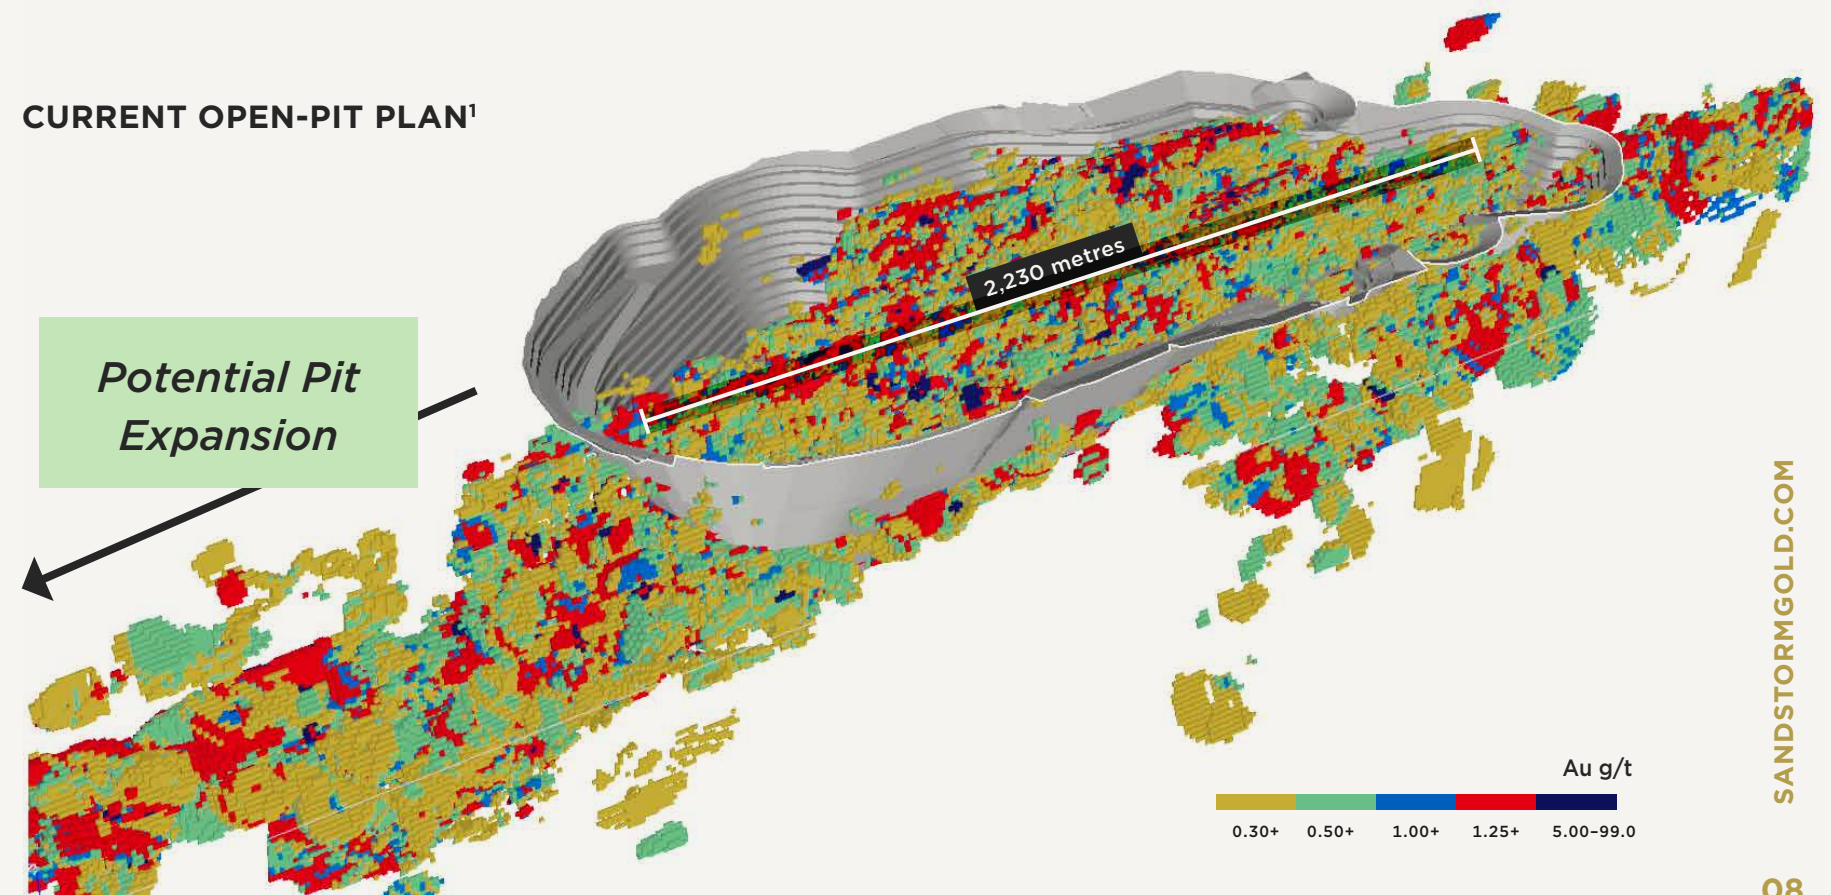 CURRENT OPEN-PIT PLAN¹
2,230 metres
Potential Pit
Expansion
Au g/t
0.30+ 0.50+ 1.00+ 1.25+ 5.00–99.0
SANDSTORMGOLD.COM
08